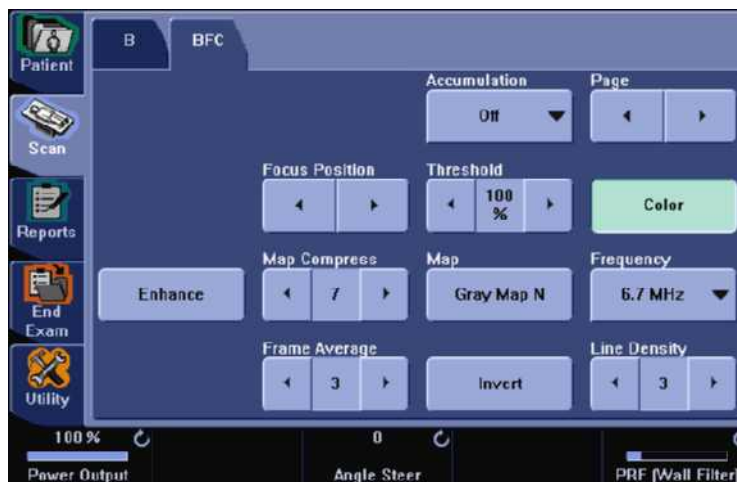 Patient
Scan
Reports
End
Exam
Utility
B
BFC
Accumulation
Off
Page
Focus Position
Threshold
100
%
Color
Enhance
Map Compress
7
Map
Gray Map N
Frequency
6.7 MHz
Frame Average
3
Invert
Line Density
3
100 %
Power Output
0
Angle Steer
PRF (Wall Filter)